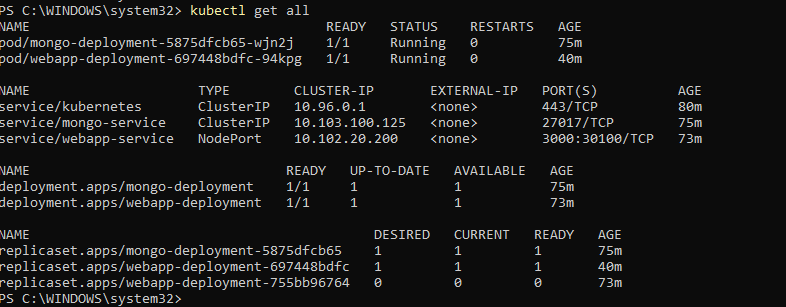 PS C:\WINDOWS\system32> kubectl get all
NAME READY STATUS RESTARTS AGE
pod/mongo-deployment-5875dfcb65-wjn2j 1/1 Running 0 75m
pod/webapp-deployment-697448bdfc-94kpg 1/1 Running 0 40m
NAME TYPE CLUSTER-IP EXTERNAL-IP PORT(S) AGE
service/kubernetes ClusterIP 10.96.0.1 <none> 443/TCP 80m
service/mongo-service ClusterIP 10.103.100.125 <none> 27017/TCP 75m
service/webapp-service NodePort 10.102.20.200 <none> 3000:30100/TCP 73m
NAME READY UP-TO-DATE AVAILABLE AGE
deployment.apps/mongo-deployment 1/1 1 1 75m
deployment.apps/webapp-deployment 1/1 1 1 73m
NAME DESIRED CURRENT READY AGE
replicaset.apps/mongo-deployment-5875dfcb65 1 1 1 75m
replicaset.apps/webapp-deployment-697448bdfc 1 1 1 40m
replicaset.apps/webapp-deployment-755bb96764 0 0 0 73m
PS C:\WINDOWS\system32>